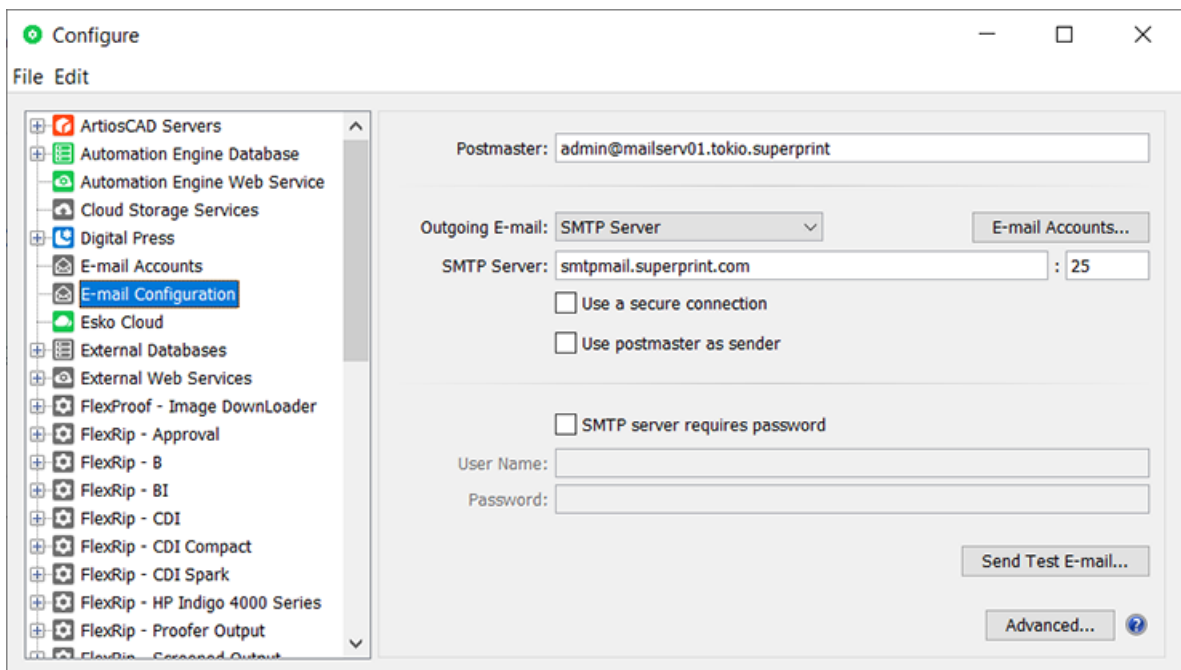 Configure
File Edit
ArtiosCAD Servers
Automation Engine Database
Automation Engine Web Service
Cloud Storage Services
Digital Press
E-mail Accounts
E-mail Configuration
Esko Cloud
External Databases
External Web Services
FlexProof - Image DownLoader
FlexRip - Approval
FlexRip - B
FlexRip - BI
FlexRip - CDI
FlexRip - CDI Compact
FlexRip - CDI Spark
FlexRip - HP Indigo 4000 Series
FlexRip - Proofer Output
FlexRip - Screened Output
Postmaster: admin@mailserv01.tokio.superprint
Outgoing E-mail: SMTP Server E-mail Accounts...
SMTP Server: smtpmail.superprint.com : 25
Use a secure connection
Use postmaster as sender
SMTP server requires password
User Name:
Password:
Send Test E-mail...
Advanced... ?